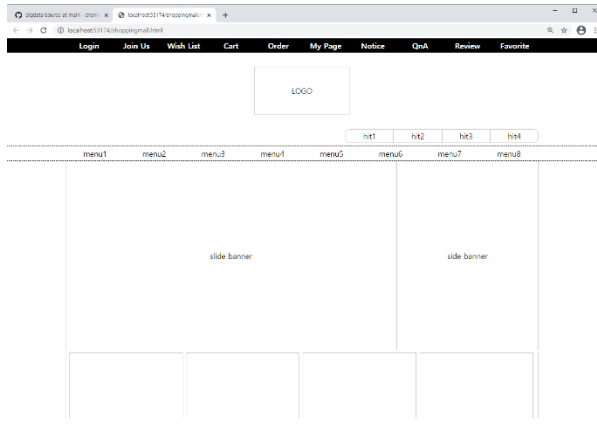 localhost:53174/shoppingmall.html
Login Join Us Wish List Cart Order My Page Notice QnA Review Favorite
LOGO
hit1 hit2 hit3 hit4
menu1 menu2 menu3 menu4 menu5 menu6 menu7 menu8
slide banner side banner